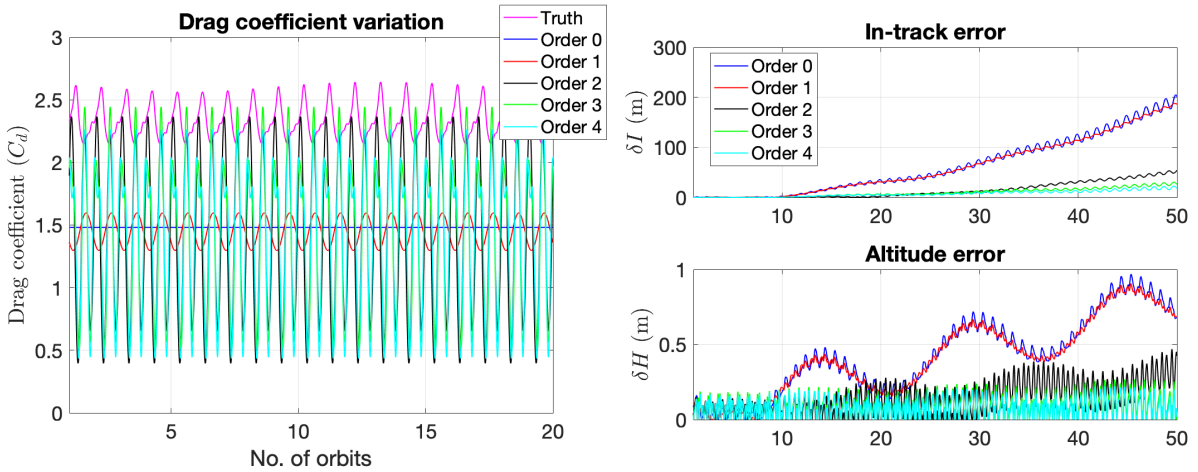 Drag coefficient variation
Drag coefficient (C_d)
3
2.5
2
1.5
1
0.5
0
5
10
15
20
No. of orbits
Truth
Order 0
Order 1
Order 2
Order 3
Order 4
In-track error
δI (m)
300
200
100
0
10
20
30
40
50
Order 0
Order 1
Order 2
Order 3
Order 4
Altitude error
δH (m)
1
0.5
0
10
20
30
40
50
No. of orbits